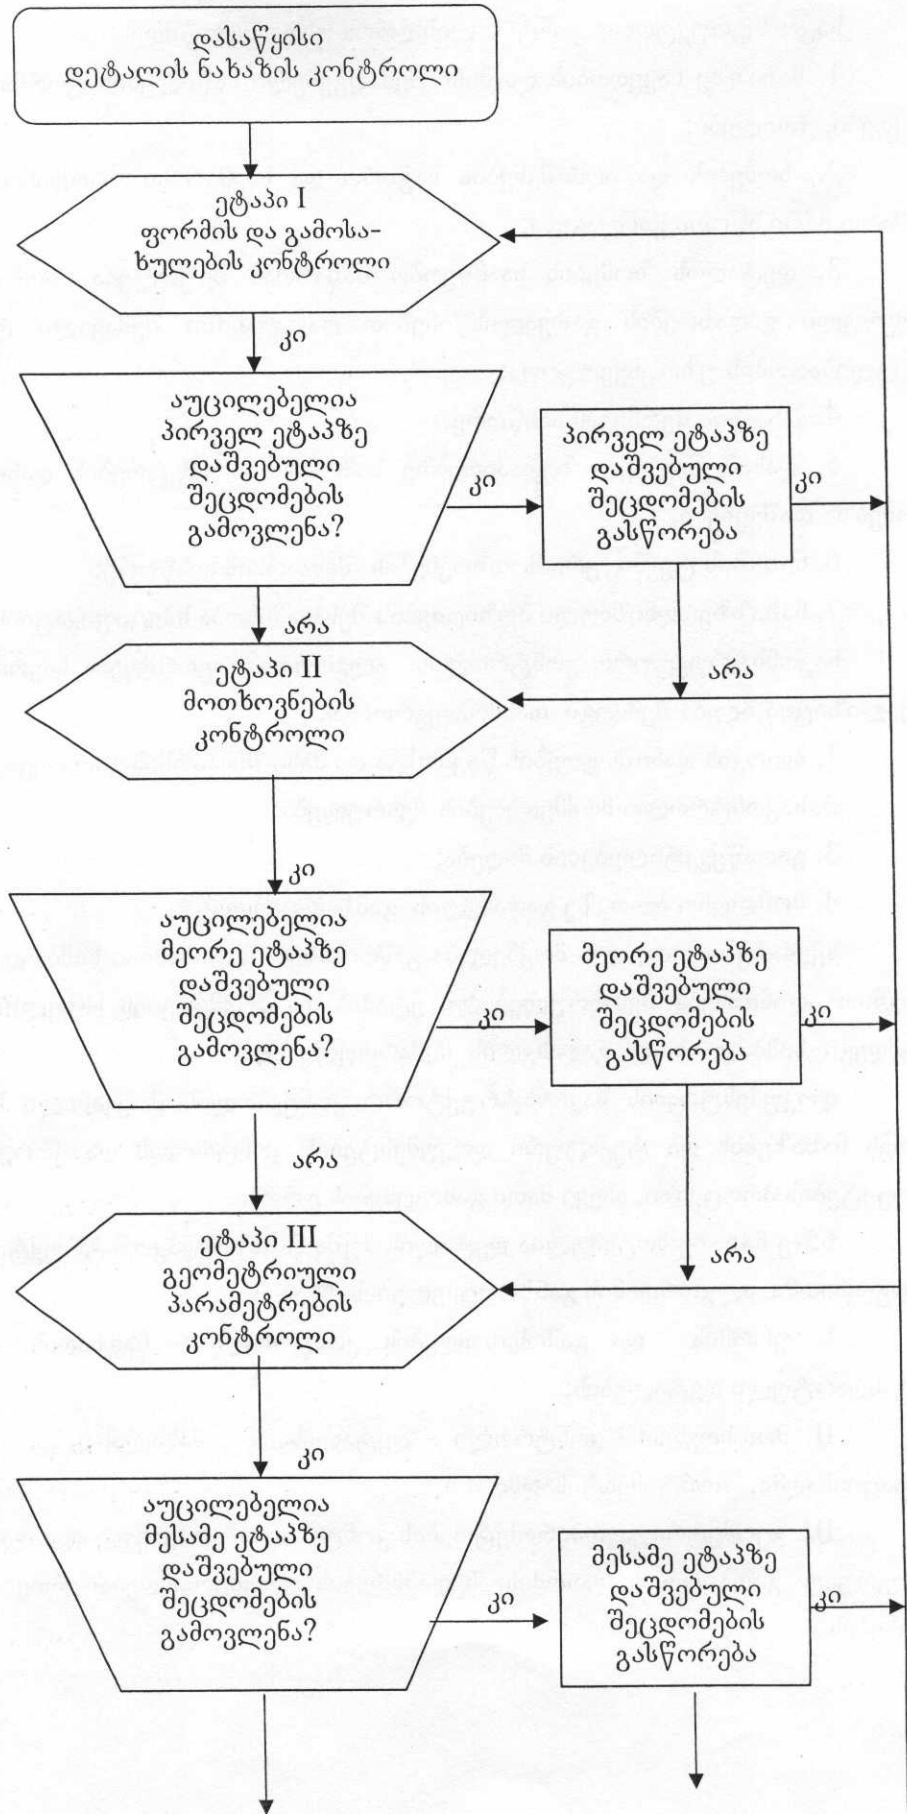 დასაწყისი
დეტალის ნახაზის კონტროლი
ეტაპი I
ფორმის და გამოსა-
ხულების კონტროლი
კი
აუცილებელია
პირველ ეტაპზე
დაშვებული
შეცდომების
გამოვლენა?
კი
პირველ ეტაპზე
დაშვებული
შეცდომების
გასწორება
კი
არა
არა
ეტაპი II
მოთხოვნების
კონტროლი
კი
აუცილებელია
მეორე ეტაპზე
დაშვებული
შეცდომების
გამოვლენა?
კი
მეორე ეტაპზე
დაშვებული
შეცდომების
გასწორება
კი
არა
არა
ეტაპი III
გეომეტრიული
პარამეტრების
კონტროლი
კი
აუცილებელია
მესამე ეტაპზე
დაშვებული
შეცდომების
გამოვლენა?
კი
მესამე ეტაპზე
დაშვებული
შეცდომების
გასწორება
კი